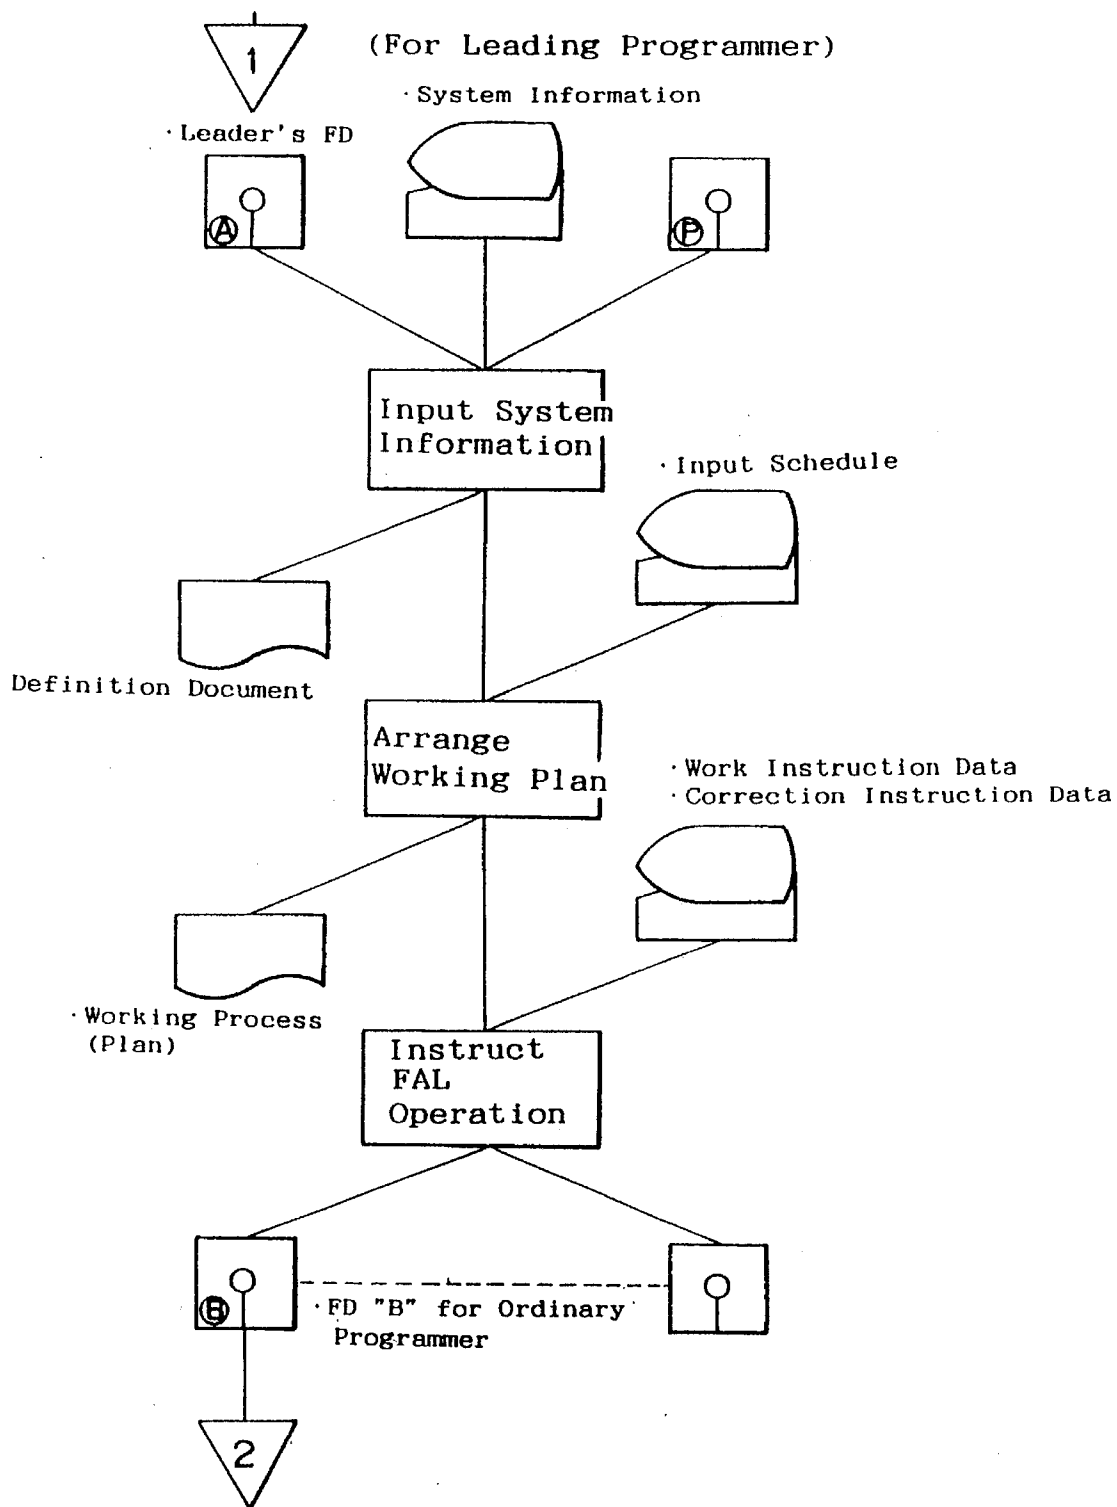 1
(For Leading Programmer)
·System Information
·Leader's FD
A
P
Input System
Information
·Input Schedule
Definition Document
Arrange
Working Plan
·Work Instruction Data
·Correction Instruction Data
·Working Process
(Plan)
Instruct
FAL
Operation
B
·FD "B" for Ordinary
Programmer
2